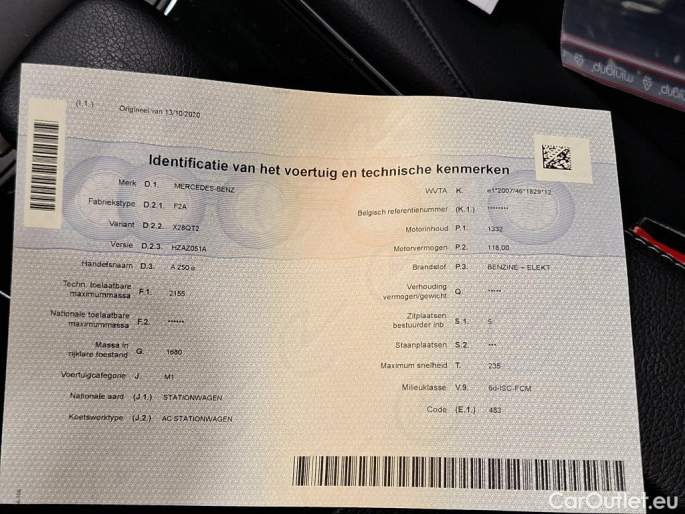 (I.1.) Origineel van 13/10/2020
Identificatie van het voertuig en technische kenmerken
Merk D.1. MERCEDES-BENZ
Fabriekstype D.2.1. F2A
Variant D.2.2. X28QT2
Versie D.2.3. HZAZ051A
Handelsnaam D.3. A 250 e
Techn. toelaatbare
maximummassa F.1. 2155
Nationale toelaatbare
maximummassa F.2. ******
Massa in
rijklare toestand G. 1680
Voertuigcategorie J. M1
Nationale aard (J.1.) STATIONWAGEN
Koetswerktype (J.2.) AC STATIONWAGEN
WVTA K. e1*2007/46*1829*12
Belgisch referentienummer (K.1.) ********
Motorinhoud P.1. 1332
Motorvermogen P.2. 118,00
Brandstof P.3. BENZINE - ELEKT
Verhouding
vermogen/gewicht Q. *****
Zitplaatsen
bestuurder inb. S.1. 5
Staanplaatsen S.2. ***
Maximum snelheid T. 235
Milieuklasse V.9. 6d-ISC-FCM
Code (E.1.) 483
CarOutlet.eu